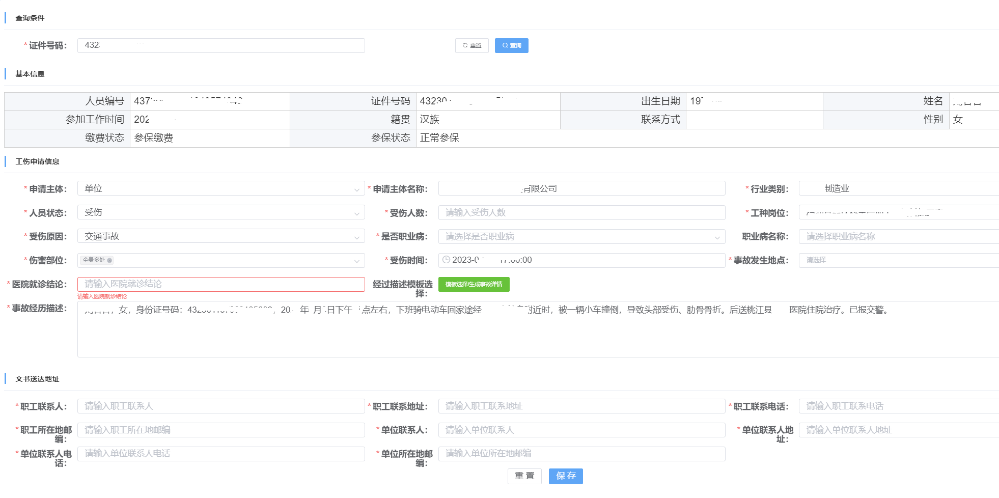 查询条件
*证件号码： 432
重置 查询
基本信息
人员编号 437 证件号码 43230 出生日期 19 姓名
参加工作时间 202 籍贯 汉族 联系方式 性别 女
缴费状态 参保缴费 参保状态 正常参保
工伤申请信息
*申请主体： 单位 *申请主体名称： 有限公司 *行业类别： 制造业
*人员状态： 受伤 *受伤人数： 请输入受伤人数 *工种岗位：
*受伤原因： 交通事故 *是否职业病： 请选择是否职业病 职业病名称： 请选择职业病名称
*伤害部位： 全身多处 *受伤时间： 2023-0 17:00:00 *事故发生地点： 请选择
*医院就诊结论： 请输入医院就诊结论 经过描述模板选择： 模板选择/生成事故详情
请输入医院就诊结论
*事故经历描述： ，女，身份证号码：43230 ，20 年 月 日下午 点左右，下班骑电动车回家途经 附近时，被一辆小车撞倒，导致头部受伤、肋骨骨折。后送桃江县 医院住院治疗。已报交警。
文书送达地址
*职工联系人： 请输入职工联系人 *职工联系地址： 请输入职工联系地址 *职工联系电话： 请输入职工联系电话
*职工所在地邮编： 请输入职工所在地邮编 *单位联系人： 请输入单位联系人 *单位联系人地址： 请输入单位联系人地址
*单位联系人电话： 请输入单位联系人电话 *单位所在地邮编： 请输入单位所在地邮编
重置 保存